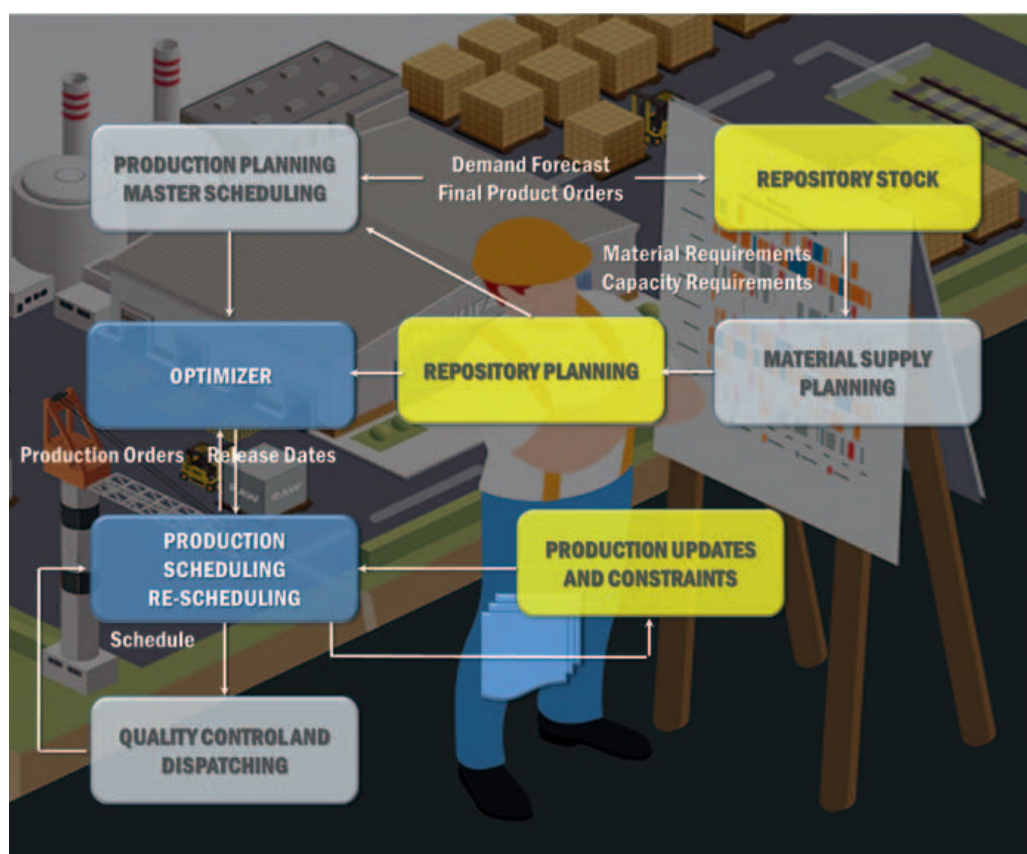 PRODUCTION PLANNING
MASTER SCHEDULING
Demand Forecast
Final Product Orders
REPOSITORY STOCK
Material Requirements
Capacity Requirements
OPTIMIZER
REPOSITORY PLANNING
MATERIAL SUPPLY
PLANNING
Production Orders
Release Dates
PRODUCTION
SCHEDULING
RE-SCHEDULING
PRODUCTION UPDATES
AND CONSTRAINTS
Schedule
QUALITY CONTROL AND
DISPATCHING